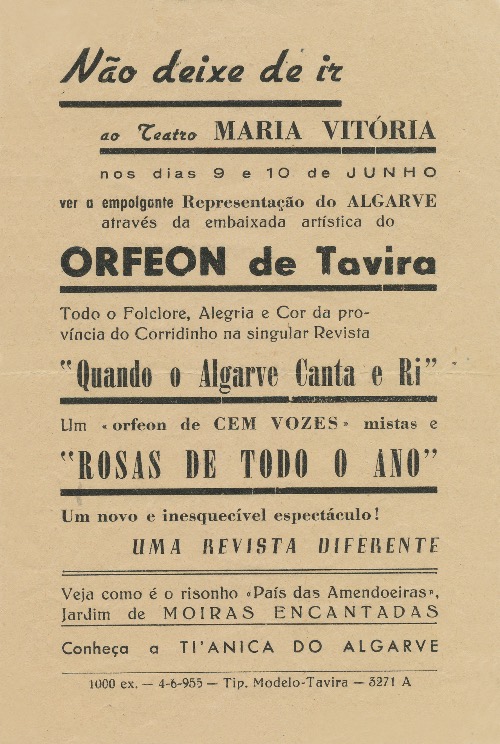 Não deixe de ir
ao Teatro MARIA VITÓRIA
nos dias 9 e 10 de JUNHO
ver a empolgante Representação do ALGARVE
através da embaixada artística do
ORFEON de Tavira
Todo o Folclore, Alegria e Cor da pro-
víncia do Corridinho na singular Revista
"Quando o Algarve Canta e Ri"
Um «orfeon de CEM VOZES» mistas e
"ROSAS DE TODO O ANO"
Um novo e inesquecível espectáculo!
UMA REVISTA DIFERENTE
Veja como é o risonho «País das Amendoeiras»,
Jardim de MOIRAS ENCANTADAS
Conheça a TI'ANICA DO ALGARVE
1000 ex. — 4-6-955 — Tip. Modelo-Tavira — 3271 A